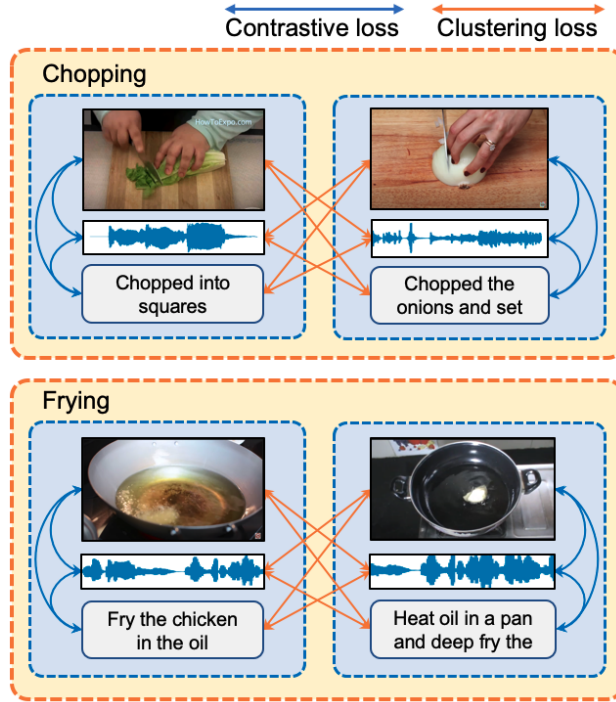 Contrastive loss
Clustering loss
Chopping
HowToExpo.com
Chopped into
squares
Chopped the
onions and set
Frying
Fry the chicken
in the oil
Heat oil in a pan
and deep fry the